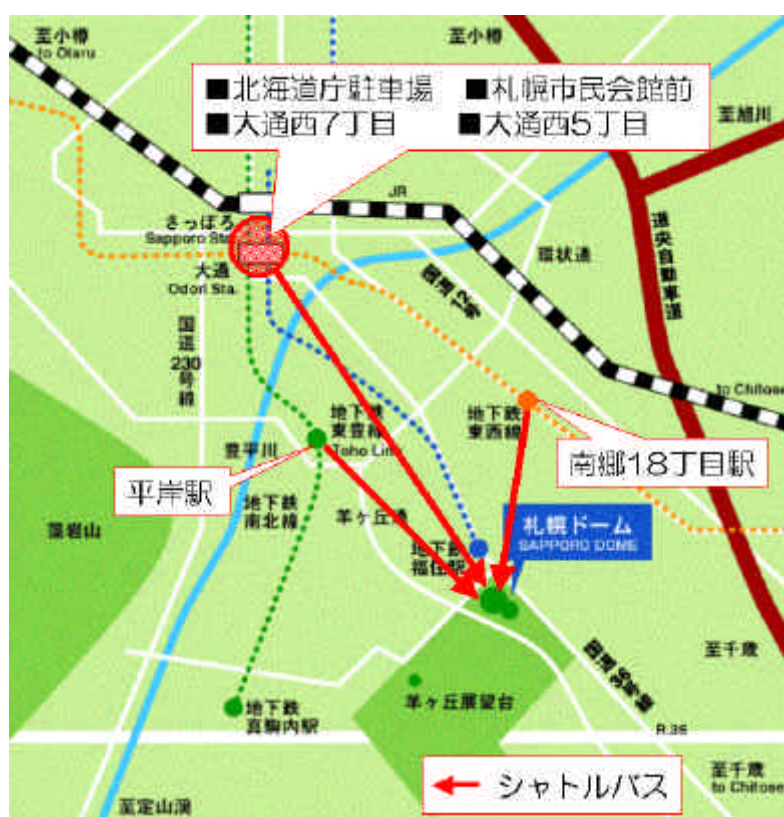 至小樽
to Otaru
至小樽
■北海道庁駐車場　■札幌市民会館前
■大通西7丁目　■大通西5丁目
至旭川
JR
さっぽろ
Sapporo Sta.
大通
Odori Sta.
環状通
国道12号
道央自動車道
国道
230
号線
to Chitose
地下鉄
東豊線
Toho Line
地下鉄
東西線
豊平川
南郷18丁目駅
平岸駅
地下鉄
南北線
羊ヶ丘通
藻岩山
札幌ドーム
SAPPORO DOME
地下鉄
福住駅
国道36号線
至千歳
羊ヶ丘展望台
地下鉄
真駒内駅
R.36
至千歳
to Chitose
シャトルバス
至定山渓